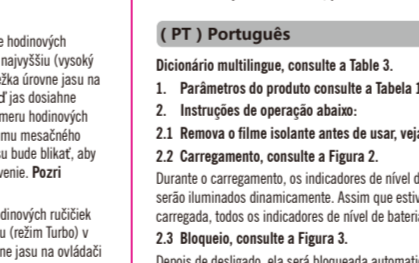 e hodinových
najvyššiu (vysoký
žka úrovne jasu na
ď jas dosiahne
meru hodinových
mu mesačného
su bude blikať, aby
venie. Pozri
dinových ručičiek
u (režim Turbo) v
ne jasu na ovládači
( PT ) Português
Dicionário multilingue, consulte a Table 3.
1. Parâmetros do produto consulte a Tabela 1
2. Instruções de operação abaixo:
2.1 Remova o filme isolante antes de usar, veja
2.2 Carregamento, consulte a Figura 2.
Durante o carregamento, os indicadores de nível d
serão iluminados dinamicamente. Assim que estiv
carregada, todos os indicadores de nível de bateri
2.3 Bloqueio, consulte a Figura 3.
Depois de desligado, ela será bloqueada automati